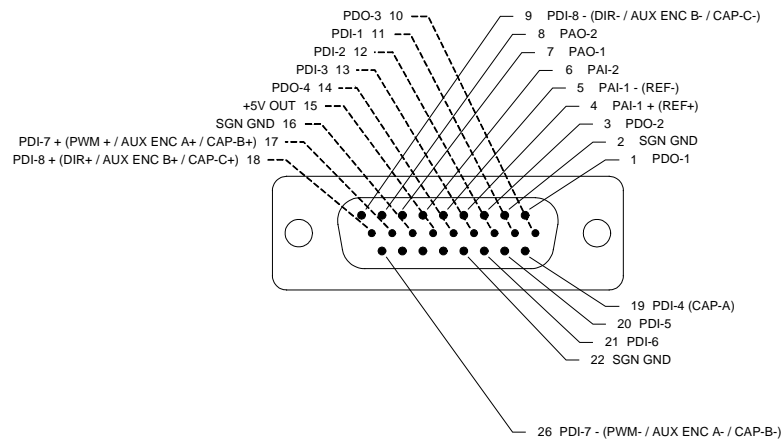 PDO-3 10
PDI-1 11
PDI-2 12
PDI-3 13
PDO-4 14
+5V OUT 15
SGN GND 16
PDI-7 + (PWM + / AUX ENC A+ / CAP-B+) 17
PDI-8 + (DIR+ / AUX ENC B+ / CAP-C+) 18
9 PDI-8 - (DIR- / AUX ENC B- / CAP-C-)
8 PAO-2
7 PAO-1
6 PAI-2
5 PAI-1 - (REF-)
4 PAI-1 + (REF+)
3 PDO-2
2 SGN GND
1 PDO-1
19 PDI-4 (CAP-A)
20 PDI-5
21 PDI-6
22 SGN GND
26 PDI-7 - (PWM- / AUX ENC A- / CAP-B-)